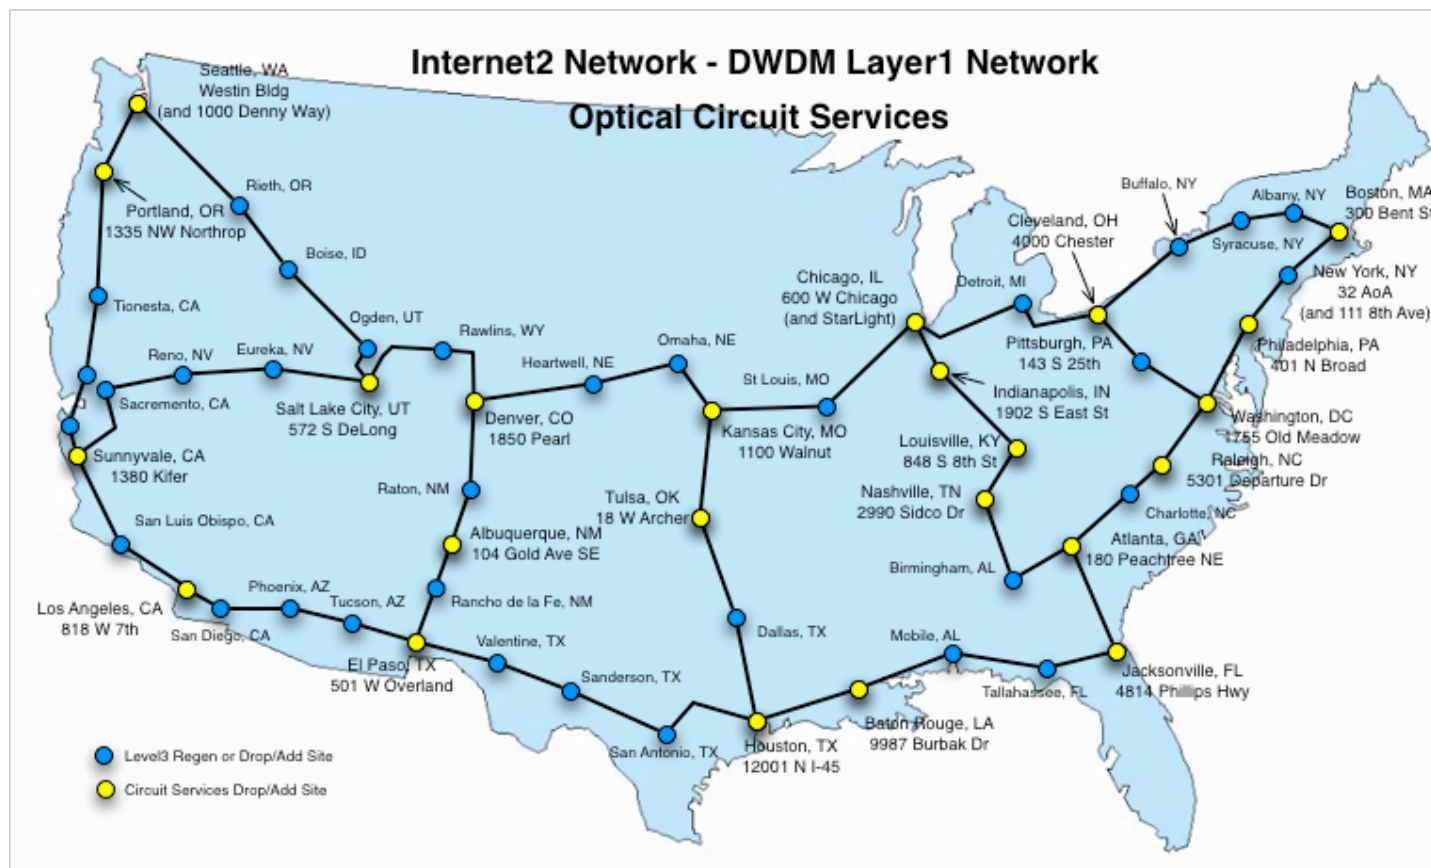 Internet2 Network - DWDM Layer1 Network
Optical Circuit Services
Seattle, WA
Westin Bldg
(and 1000 Denny Way)
Rieth, OR
Portland, OR
1335 NW Northrop
Boise, ID
Tionesta, CA
Ogden, UT
Reno, NV
Eureka, NV
Rawlins, WY
Sacremento, CA
Salt Lake City, UT
572 S DeLong
Heartwell, NE
Omaha, NE
Denver, CO
1850 Pearl
Sunnyvale, CA
1380 Kifer
San Luis Obispo, CA
Raton, NM
Albuquerque, NM
104 Gold Ave SE
Los Angeles, CA
818 W 7th
San Diego, CA
Phoenix, AZ
Tucson, AZ
Rancho de la Fe, NM
El Paso, TX
501 W Overland
Valentine, TX
Sanderson, TX
San Antonio, TX
Kansas City, MO
1100 Walnut
St Louis, MO
Tulsa, OK
18 W Archer
Dallas, TX
Houston, TX
12001 N I-45
Baton Rouge, LA
9987 Burbak Dr
Mobile, AL
Tallahassee, FL
Jacksonville, FL
4814 Phillips Hwy
Chicago, IL
600 W Chicago
(and StarLight)
Detroit, MI
Cleveland, OH
4000 Chester
Buffalo, NY
Albany, NY
Syracuse, NY
Boston, MA
300 Bent St
New York, NY
32 AoA
(and 111 8th Ave)
Philadelphia, PA
401 N Broad
Pittsburgh, PA
143 S 25th
Indianapolis, IN
1902 S East St
Louisville, KY
848 S 8th St
Nashville, TN
2990 Sidco Dr
Birmingham, AL
Washington, DC
1755 Old Meadow
Raleigh, NC
5301 Departure Dr
Charlotte, NC
Atlanta, GA
180 Peachtree NE
Level3 Regen or Drop/Add Site
Circuit Services Drop/Add Site